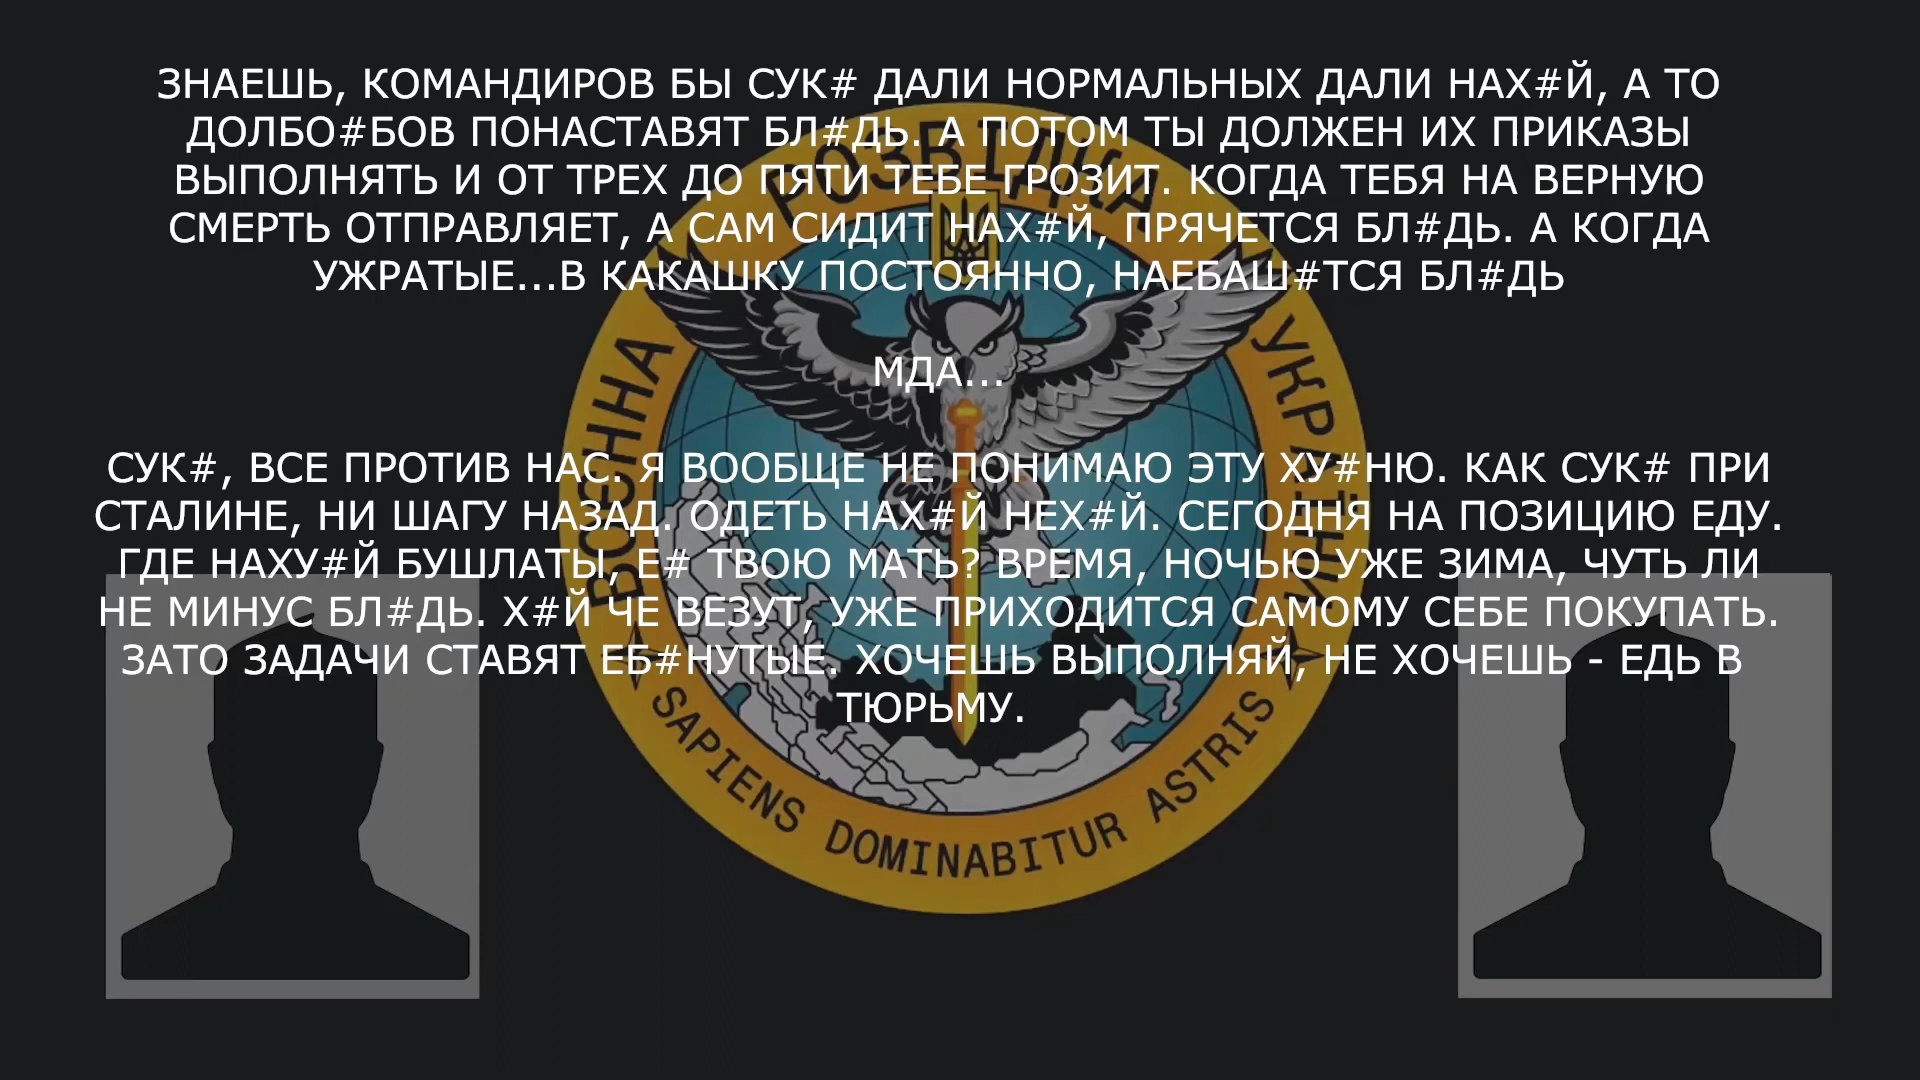 ЗНАЕШЬ, КОМАНДИРОВ БЫ СУК# ДАЛИ НОРМАЛЬНЫХ ДАЛИ НАХ#Й, А ТО
ДОЛБО#БОВ ПОНАСТАВЯТ БЛ#ДЬ. А ПОТОМ ТЫ ДОЛЖЕН ИХ ПРИКАЗЫ
ВЫПОЛНЯТЬ И ОТ ТРЕХ ДО ПЯТИ ТЕБЕ ГРОЗИТ. КОГДА ТЕБЯ НА ВЕРНУЮ
СМЕРТЬ ОТПРАВЛЯЕТ, А САМ СИДИТ НАХ#Й, ПРЯЧЕТСЯ БЛ#ДЬ. А КОГДА
УЖРАТЫЕ...В КАКАШКУ ПОСТОЯННО, НАЕБАШ#ТСЯ БЛ#ДЬ
МДА...
СУК#, ВСЕ ПРОТИВ НАС. Я ВООБЩЕ НЕ ПОНИМАЮ ЭТУ ХУ#НЮ. КАК СУК# ПРИ
СТАЛИНЕ, НИ ШАГУ НАЗАД. ОДЕТЬ НАХ#Й НЕХ#Й. СЕГОДНЯ НА ПОЗИЦИЮ ЕДУ.
ГДЕ НАХУ#Й БУШЛАТЫ, Е# ТВОЮ МАТЬ? ВРЕМЯ, НОЧЬЮ УЖЕ ЗИМА, ЧУТЬ ЛИ
НЕ МИНУС БЛ#ДЬ. Х#Й ЧЕ ВЕЗУТ, УЖЕ ПРИХОДИТСЯ САМОМУ СЕБЕ ПОКУПАТЬ.
ЗАТО ЗАДАЧИ СТАВЯТ ЕБ#НУТЫЕ. ХОЧЕШЬ ВЫПОЛНЯЙ, НЕ ХОЧЕШЬ - ЕДЬ В
ТЮРЬМУ.
ВОЄННА РОЗВІДКА УКРАЇНИ
SAPIENS DOMINABITUR ASTRIS